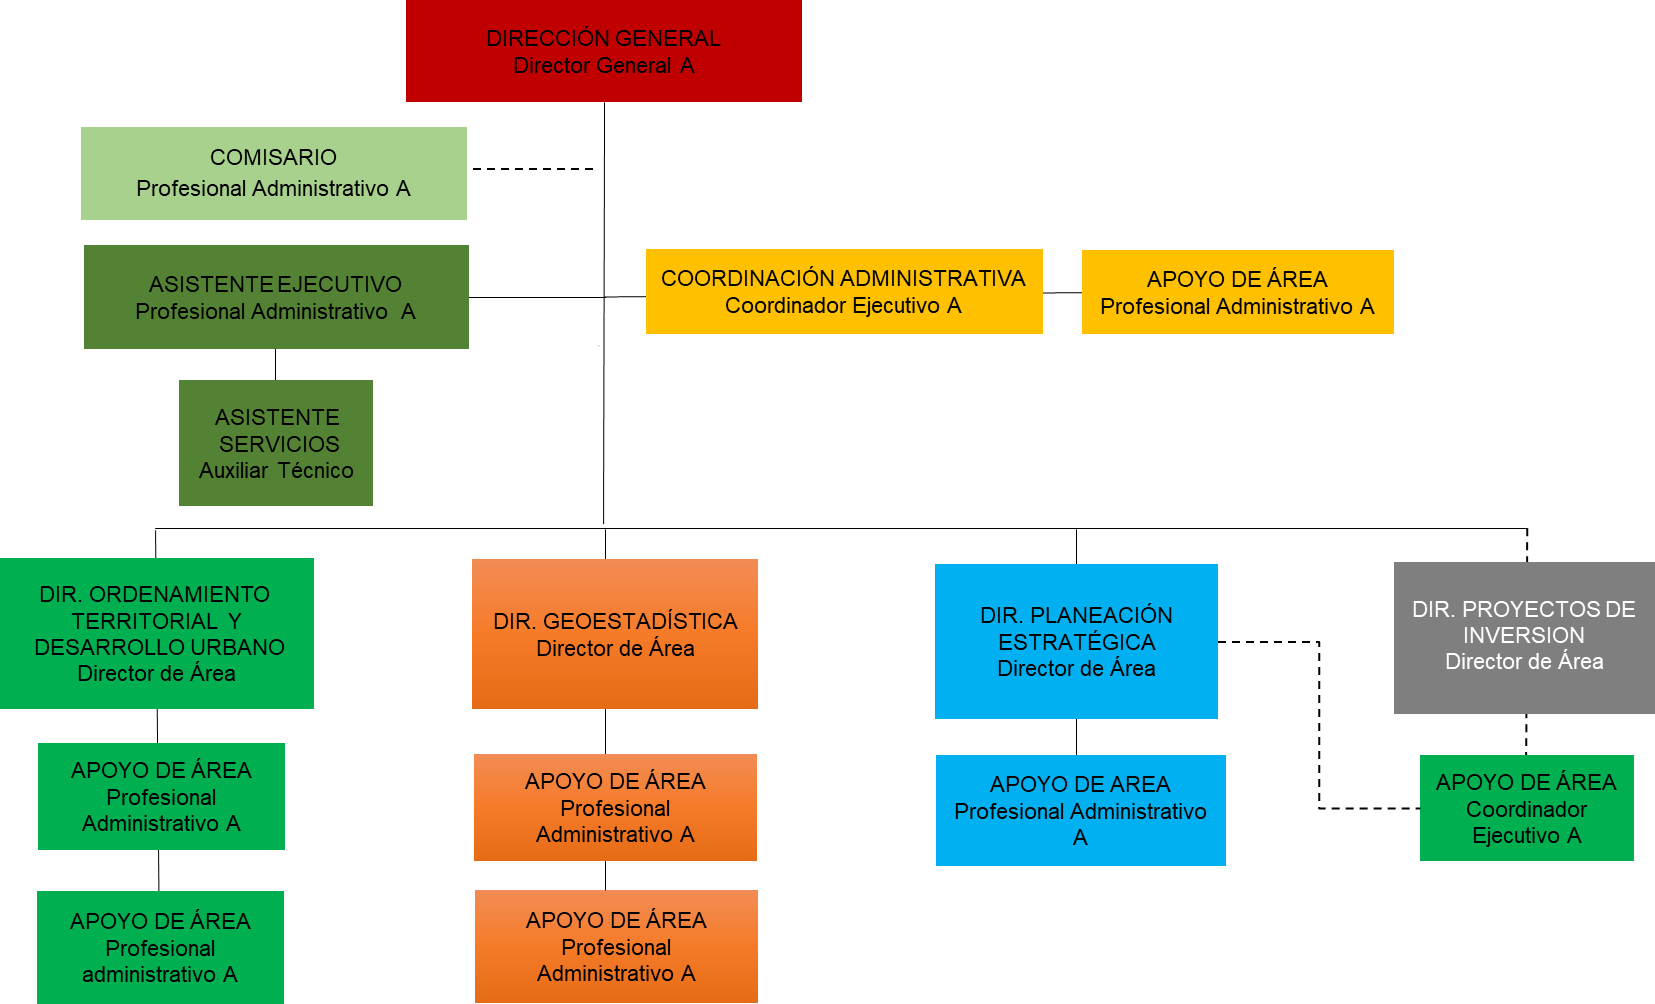 DIRECCIÓN GENERAL
Director General A
COMISARIO
Profesional Administrativo A
ASISTENTE EJECUTIVO
Profesional Administrativo A
COORDINACIÓN ADMINISTRATIVA
Coordinador Ejecutivo A
APOYO DE ÁREA
Profesional Administrativo A
ASISTENTE
SERVICIOS
Auxiliar Técnico
DIR. ORDENAMIENTO
TERRITORIAL Y
DESARROLLO URBANO
Director de Área
DIR. GEOESTADÍSTICA
Director de Área
DIR. PLANEACIÓN
ESTRATÉGICA
Director de Área
DIR. PROYECTOS DE
INVERSION
Director de Área
APOYO DE ÁREA
Profesional
Administrativo A
APOYO DE ÁREA
Profesional
Administrativo A
APOYO DE AREA
Profesional Administrativo
A
APOYO DE ÁREA
Coordinador
Ejecutivo A
APOYO DE ÁREA
Profesional
administrativo A
APOYO DE ÁREA
Profesional
Administrativo A